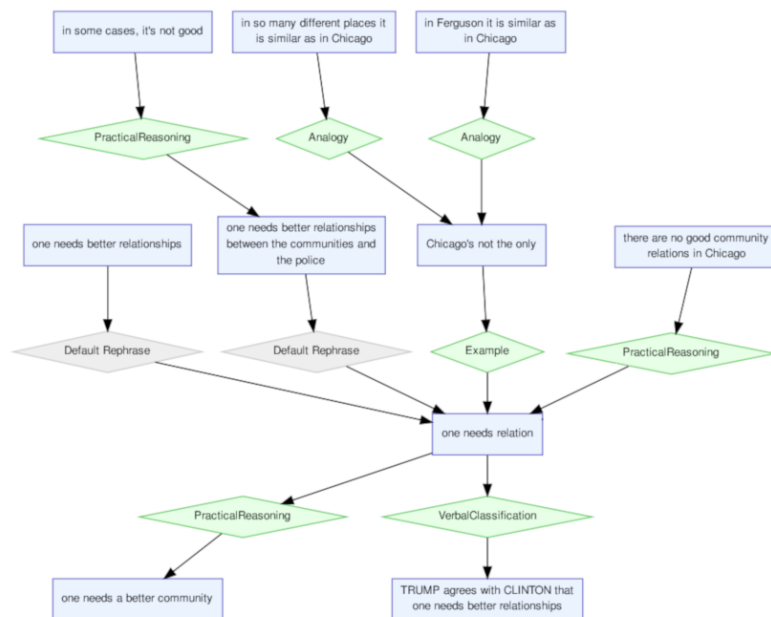 in some cases, it's not good
in so many different places it
is similar as in Chicago
in Ferguson it is similar as
in Chicago
PracticalReasoning
Analogy
Analogy
one needs better relationships
one needs better relationships
between the communities and
the police
Chicago's not the only
there are no good community
relations in Chicago
Default Rephrase
Default Rephrase
Example
PracticalReasoning
one needs relation
PracticalReasoning
VerbalClassification
one needs a better community
TRUMP agrees with CLINTON that
one needs better relationships